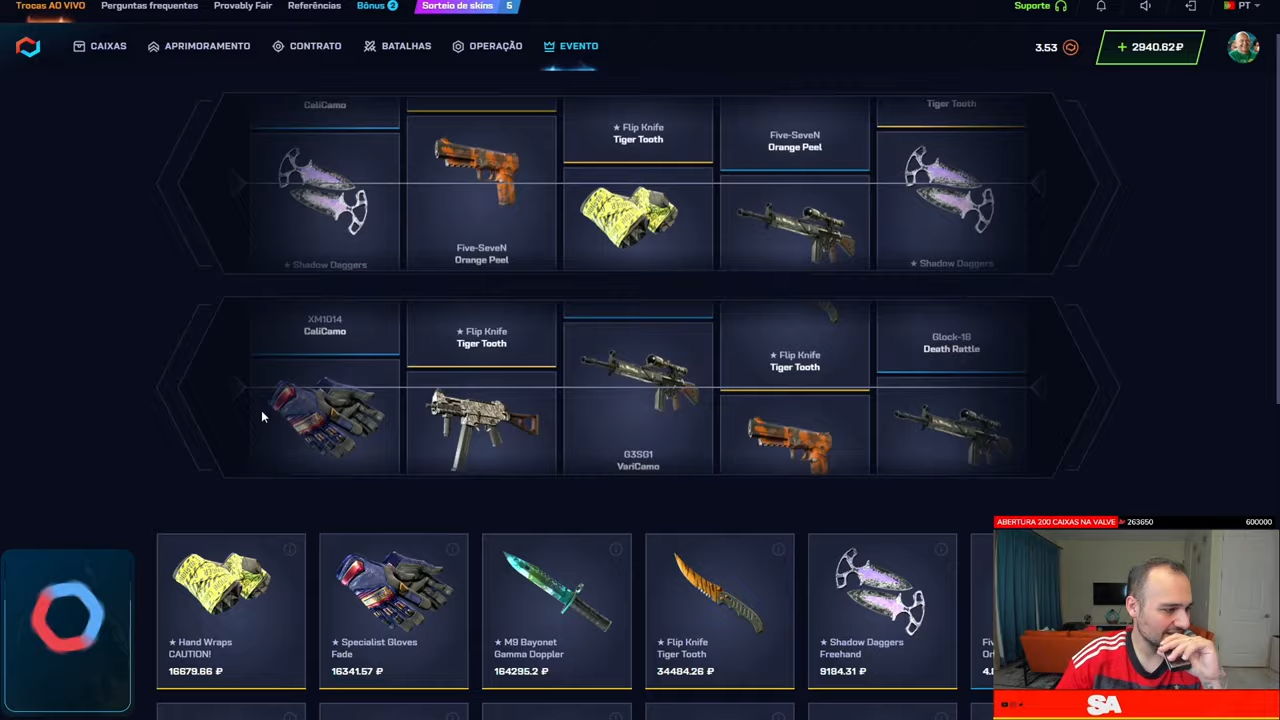 Trocas AO VIVO
Perguntas frequentes
Provably Fair
Referências
Bônus 2
Sorteio de skins 5
Suporte
PT
CAIXAS
APRIMORAMENTO
CONTRATO
BATALHAS
OPERAÇÃO
EVENTO
3.53
+ 2940.62 ₽
CaliCamo
★ Flip Knife
Tiger Tooth
Five-SeveN
Orange Peel
Tiger Tooth
★ Shadow Daggers
Five-SeveN
Orange Peel
★ Shadow Daggers
XM1014
CaliCamo
★ Flip Knife
Tiger Tooth
★ Flip Knife
Tiger Tooth
Glock-18
Death Rattle
G3SG1
VariCamo
ABERTURA 200 CAIXAS NA VALVE
263650
600000
★ Hand Wraps
CAUTION!
16679.66 ₽
★ Specialist Gloves
Fade
16341.57 ₽
★ M9 Bayonet
Gamma Doppler
164295.2 ₽
★ Flip Knife
Tiger Tooth
34484.26 ₽
★ Shadow Daggers
Freehand
9184.31 ₽
SA